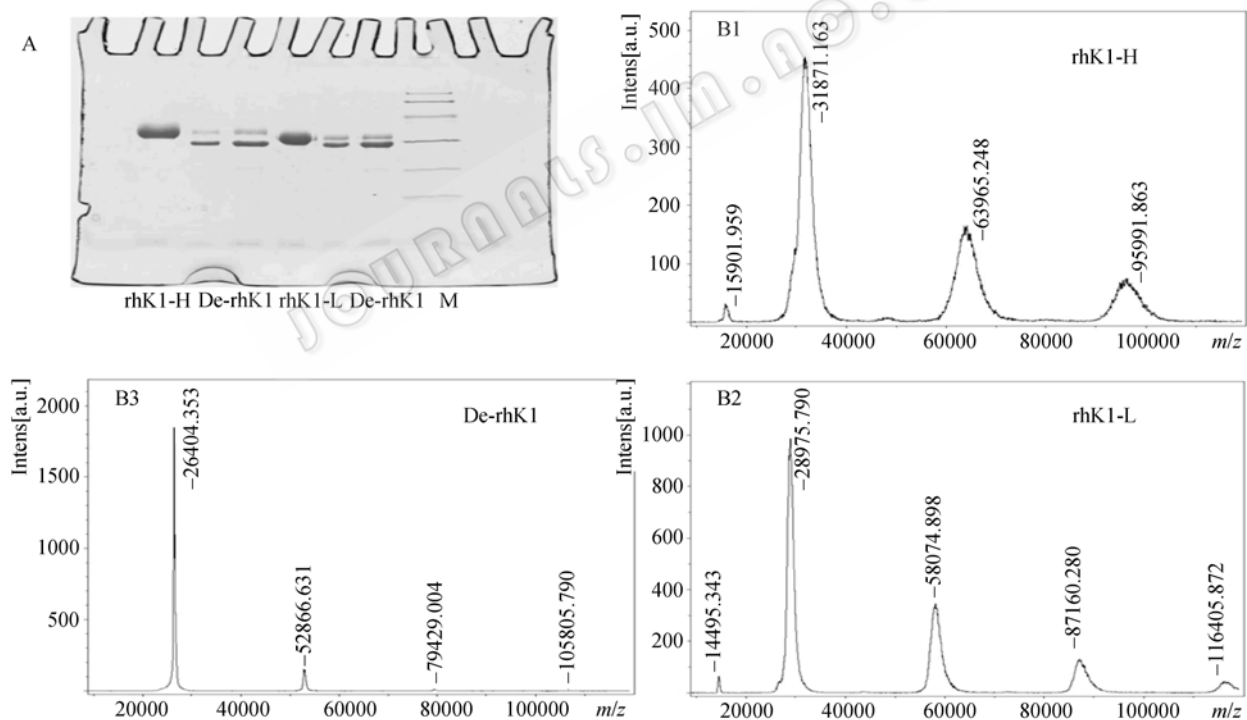 A
rhK1-H De-rhK1 rhK1-L De-rhK1 M
B1
rhK1-H
Intens[a.u.]
500
400
300
200
100
15901.959
31871.163
63965.248
95991.863
20000 40000 60000 80000 100000 m/z
B3
De-rhK1
Intens[a.u.]
2000
1500
1000
500
26404.353
52866.631
79429.004
105805.790
20000 40000 60000 80000 100000 m/z
B2
rhK1-L
Intens[a.u.]
1000
800
600
400
200
14495.343
28975.790
58074.898
87160.280
116405.872
20000 40000 60000 80000 100000 m/z
JOURNALS.IM.AC.